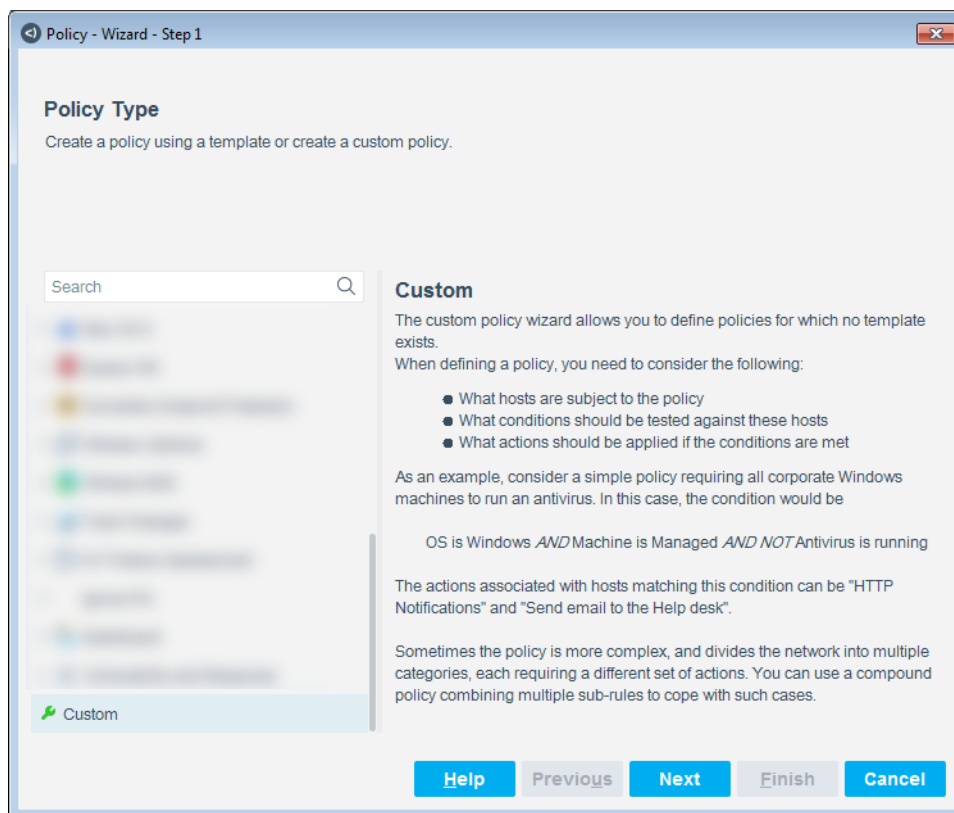 Policy - Wizard - Step 1
Policy Type
Create a policy using a template or create a custom policy.
Search
Custom
Custom
The custom policy wizard allows you to define policies for which no template
exists.
When defining a policy, you need to consider the following:
● What hosts are subject to the policy
● What conditions should be tested against these hosts
● What actions should be applied if the conditions are met
As an example, consider a simple policy requiring all corporate Windows
machines to run an antivirus. In this case, the condition would be
OS is Windows AND Machine is Managed AND NOT Antivirus is running
The actions associated with hosts matching this condition can be "HTTP
Notifications" and "Send email to the Help desk".
Sometimes the policy is more complex, and divides the network into multiple
categories, each requiring a different set of actions. You can use a compound
policy combining multiple sub-rules to cope with such cases.
Help Previous Next Finish Cancel